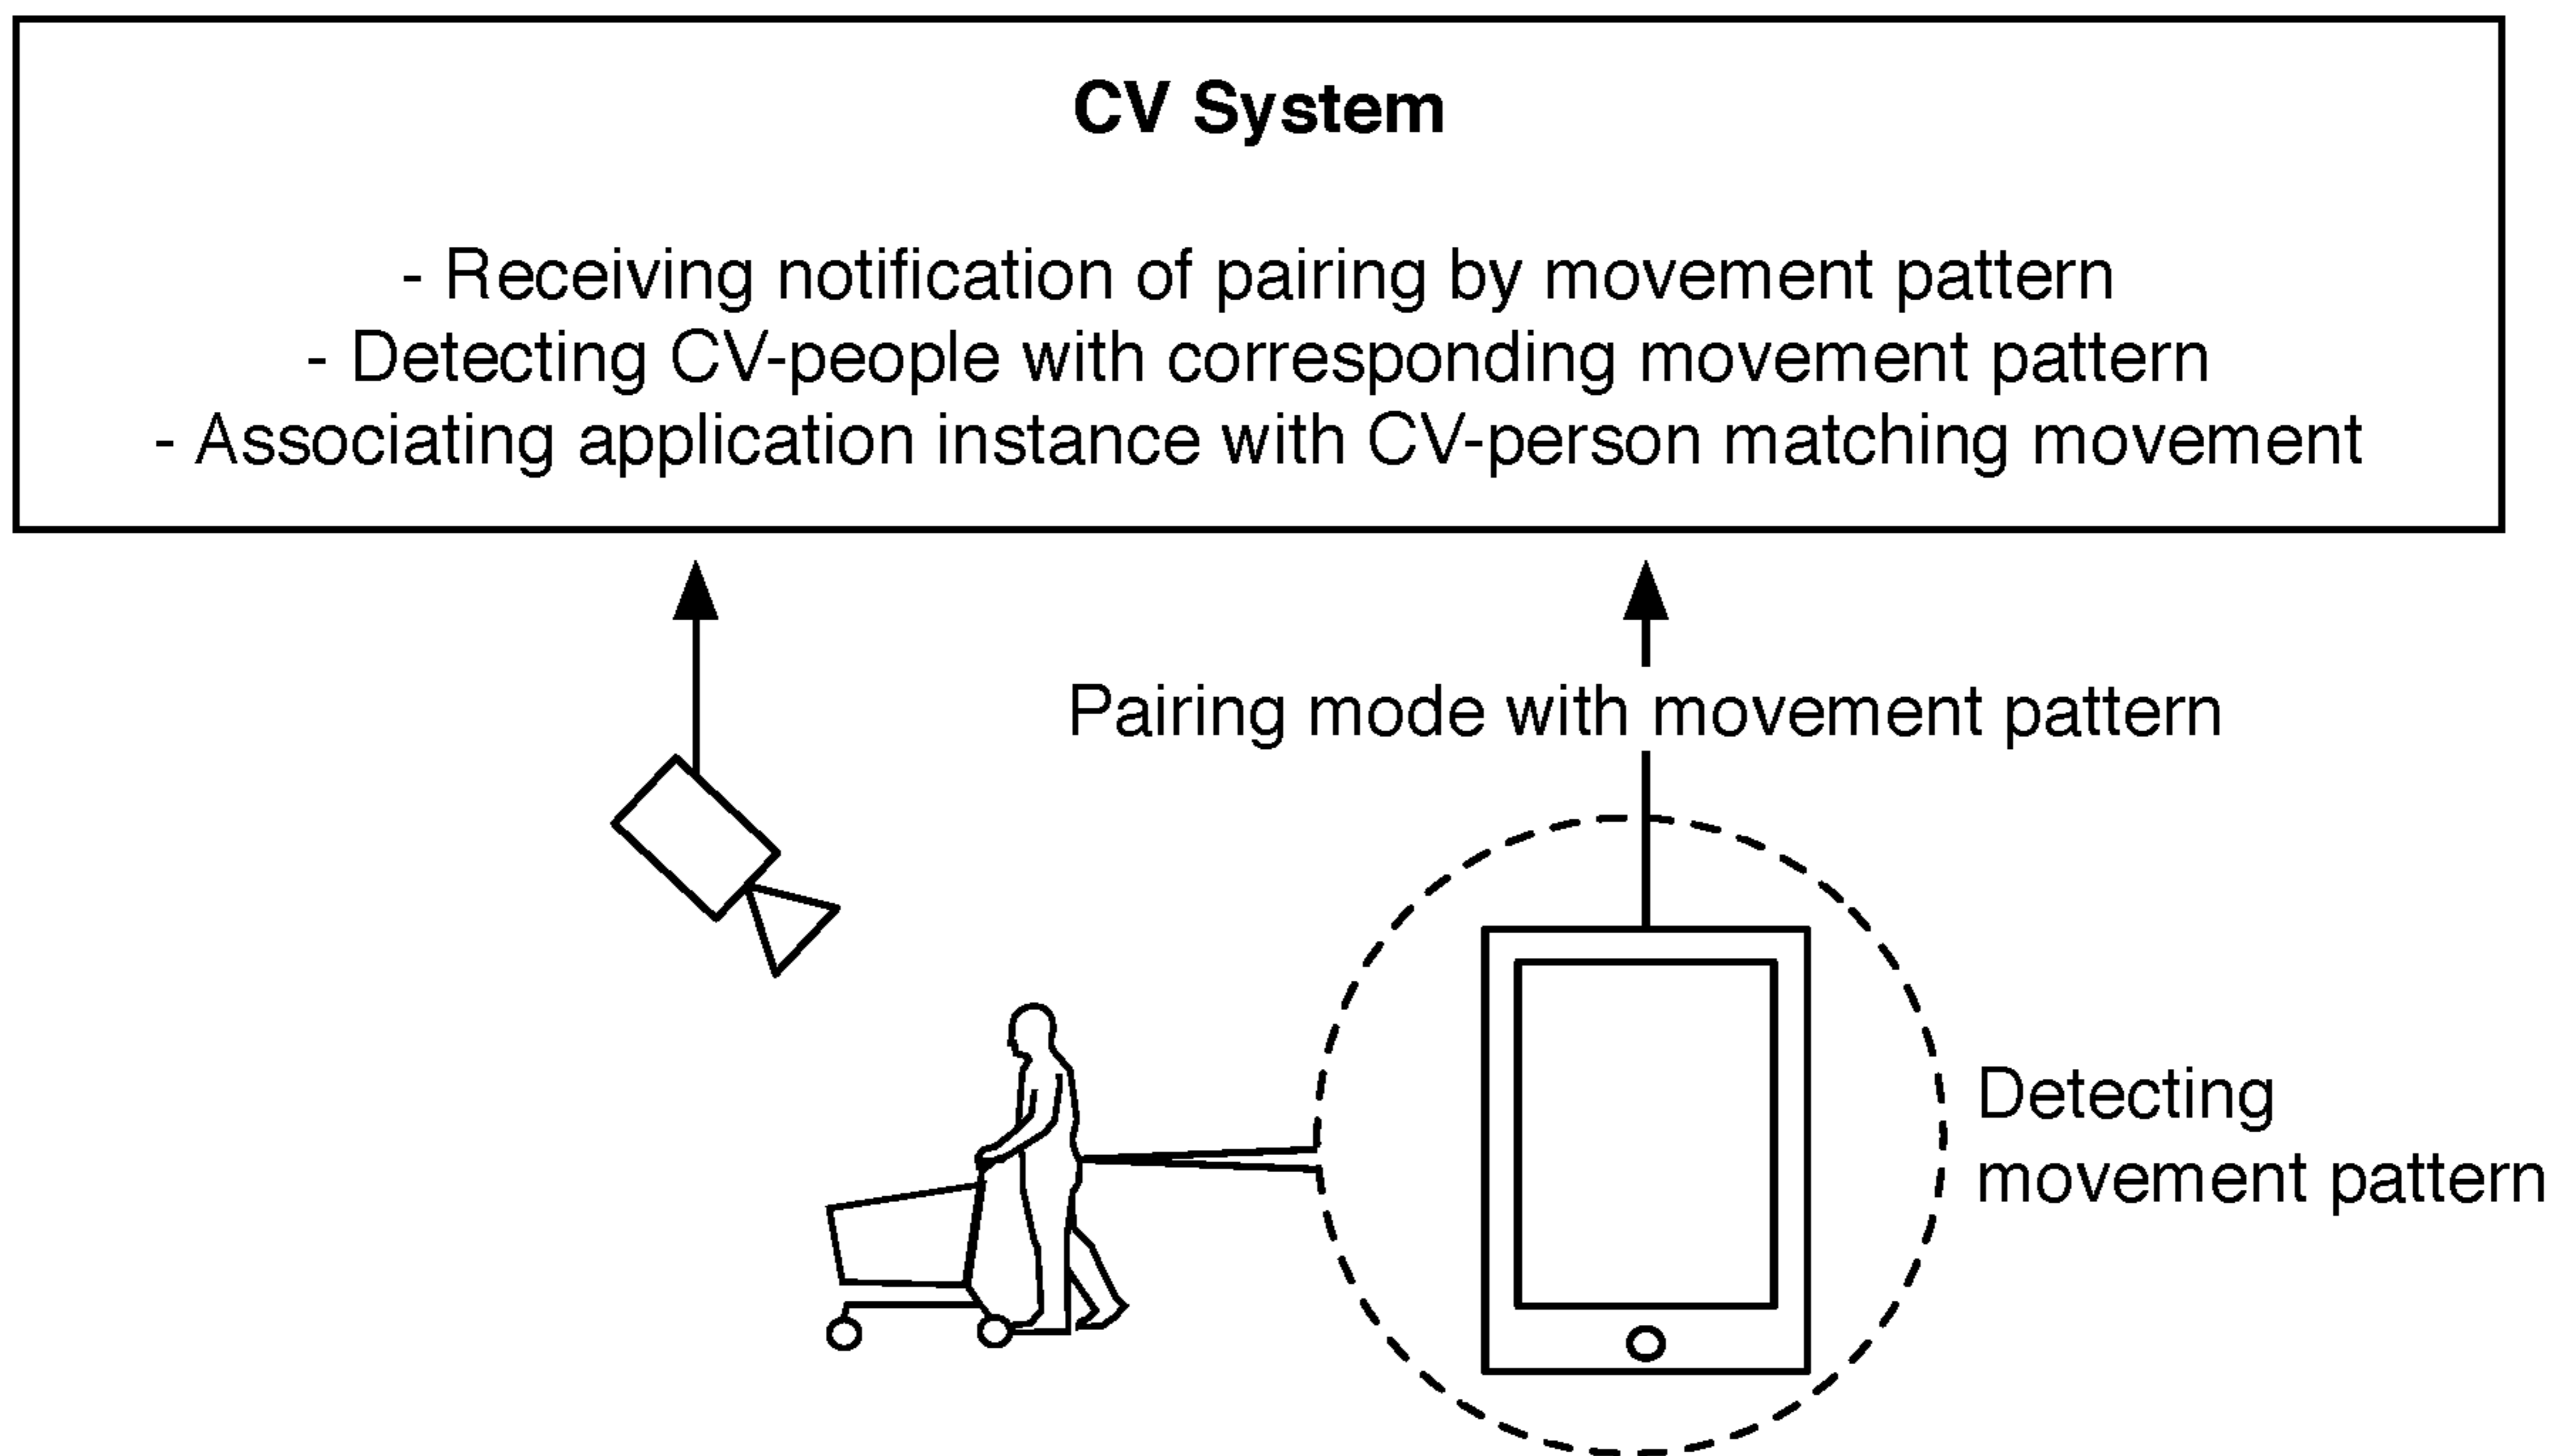 CV System
- Receiving notification of pairing by movement pattern
- Detecting CV-people with corresponding movement pattern
- Associating application instance with CV-person matching movement
Pairing mode with movement pattern
Detecting
movement pattern